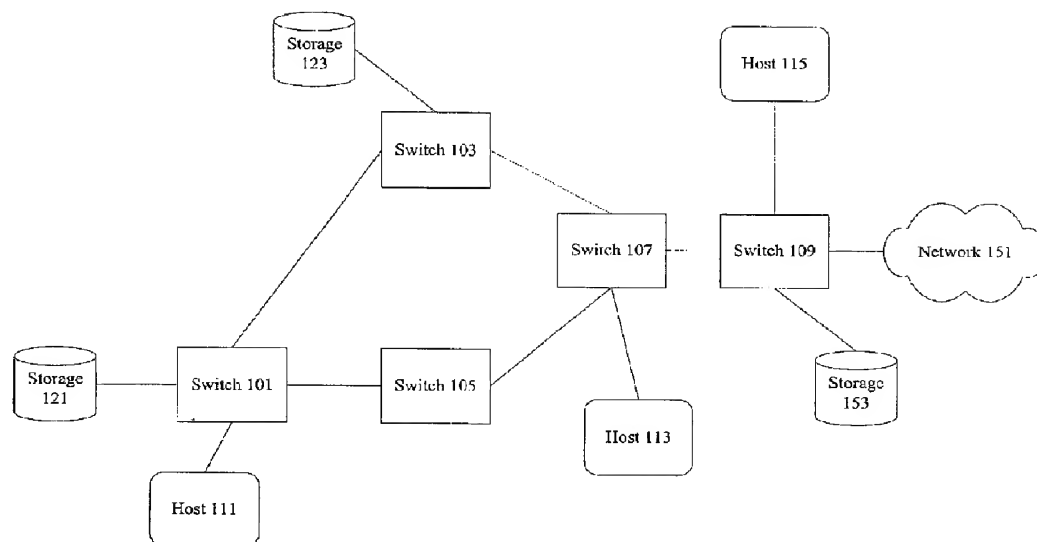 Storage
123
Host 115
Switch 103
Switch 107
Switch 109
Network 151
Storage
121
Switch 101
Switch 105
Storage
153
Host 113
Host 111